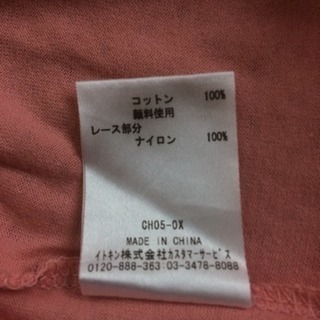 コットン 100%
顔料使用
レース部分
ナイロン 100%
CH05-0X
MADE IN CHINA
イトキン株式会社カスタマーサービス
0120-888-363:03-3478-8088